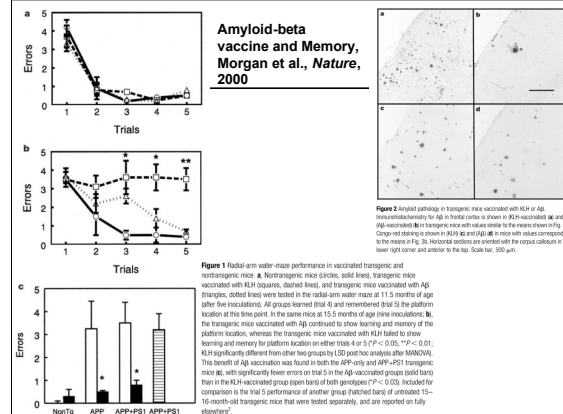 a
Errors
5
4
3
2
1
0
1 2 3 4 5
Trials
b
Errors
5
4
3
2
1
0
* * **
1 2 3 4 5
Trials
c
Errors
5
4
3
2
1
0
* *
NonTg APP APP+PS1 APP+PS1
Amyloid-beta
vaccine and Memory,
Morgan et al., Nature,
2000
a b
c d
Figure 2 Amyloid pathology in transgenic mice vaccinated with KLH or Aβ.
Immunohistochemistry for Aβ in frontal cortex is shown in (KLH-vaccinated) (a) and
(Aβ-vaccinated) (b) in transgenic mice with values similar to the means shown in Fig.
Congo-red staining is shown in (KLH) (c) and (Aβ) (d) in mice with values correspond
to the means in Fig. 3b. Horizontal sections are oriented with the corpus callosum in
lower right corner and anterior to the top. Scale bar, 500 μm.
Figure 1 Radial-arm water-maze performance in vaccinated transgenic and
nontransgenic mice. a, Nontransgenic mice (circles, solid lines), transgenic mice
vaccinated with KLH (squares, dashed lines), and transgenic mice vaccinated with Aβ
(triangles, dotted lines) were tested in the radial-arm water maze at 11.5 months of age
(after five inoculations). All groups learned (trial 4) and remembered (trial 5) the platform
location at this time point. In the same mice at 15.5 months of age (nine inoculations; b),
the transgenic mice vaccinated with Aβ continued to show learning and memory of the
platform location, whereas the transgenic mice vaccinated with KLH failed to show
learning and memory for platform location on either trials 4 or 5 (*P < 0.05, **P < 0.01;
KLH significantly different from other two groups by LSD post hoc analysis after MANOVA).
This benefit of Aβ vaccination was found in both the APP-only and APP+PS1 transgenic
mice (c), with significantly fewer errors on trial 5 in the Aβ-vaccinated groups (solid bars)
than in the KLH-vaccinated group (open bars) of both genotypes (*P < 0.03). Included for
comparison is the trial 5 performance of another group (hatched bars) of untreated 15–
16-month-old transgenic mice that were tested separately, and are reported on fully
elsewhere⁷.